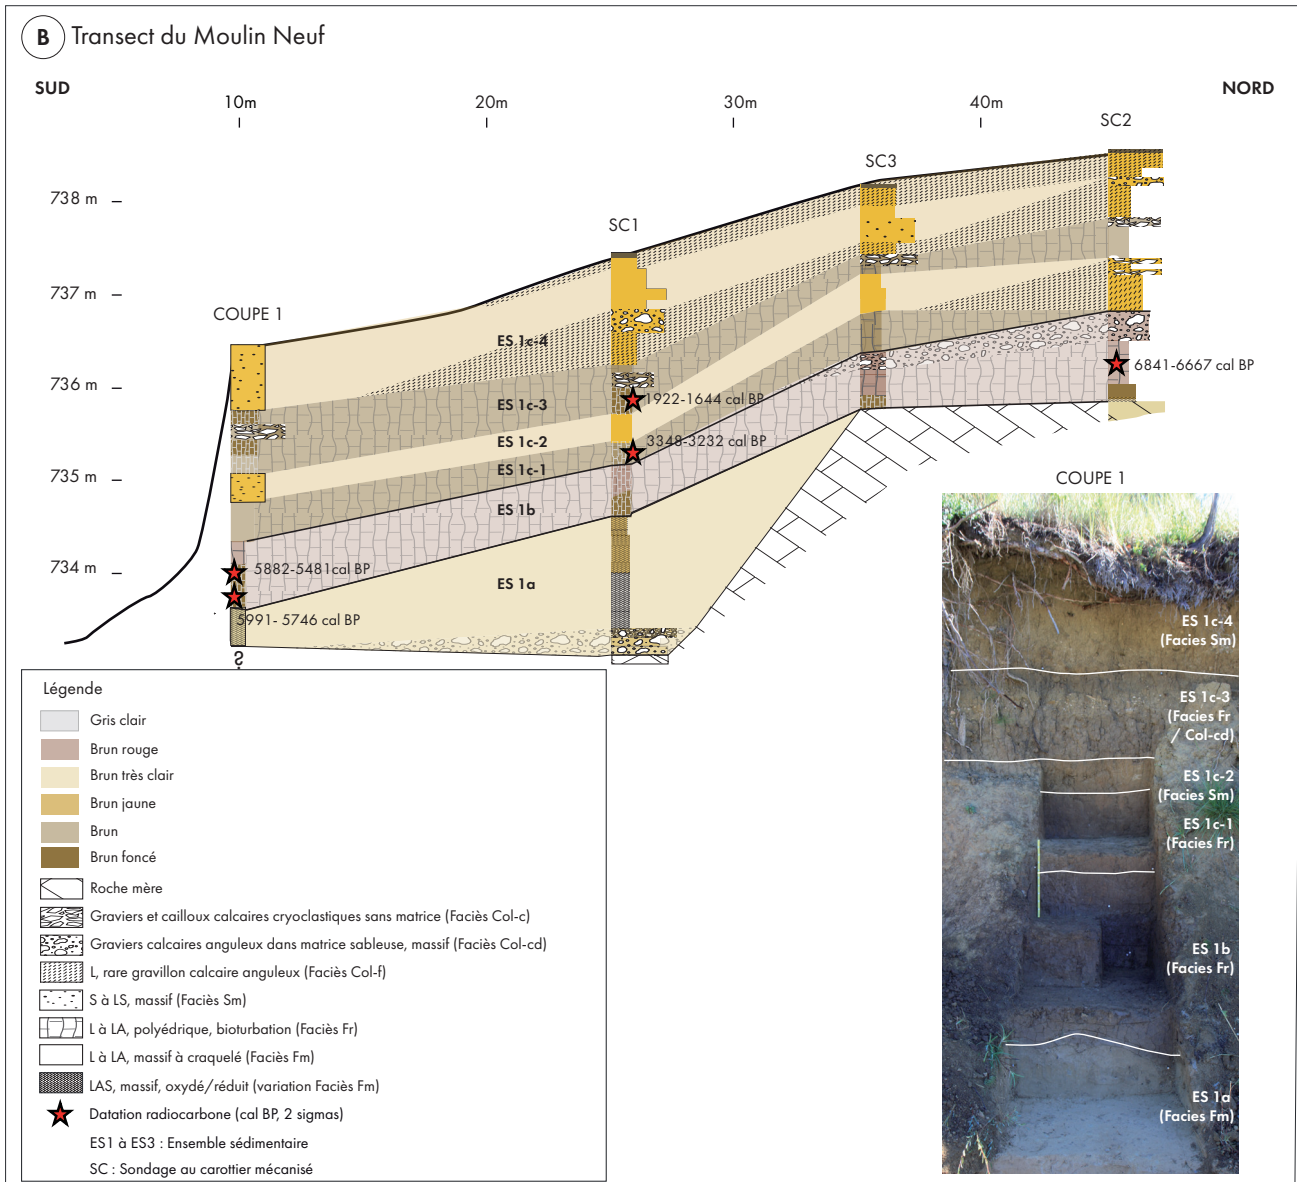 B Transect du Moulin Neuf
SUD
NORD
10m
20m
30m
40m
SC2
SC3
738 m
SC1
737 m
COUPE 1
ES 1c-4
736 m
6841-6667 cal BP
1922-1644 cal BP
ES 1c-3
ES 1c-2
3348-3232 cal BP
735 m
ES 1c-1
ES 1b
734 m
5882-5481cal BP
ES 1a
5991- 5746 cal BP
?
COUPE 1
ES 1c-4
(Facies Sm)
ES 1c-3
(Facies Fr
/ Col-cd)
ES 1c-2
(Facies Sm)
ES 1c-1
(Facies Fr)
ES 1b
(Facies Fr)
ES 1a
(Facies Fm)
Légende
Gris clair
Brun rouge
Brun très clair
Brun jaune
Brun
Brun foncé
Roche mère
Graviers et cailloux calcaires cryoclastiques sans matrice (Faciès Col-c)
Graviers calcaires anguleux dans matrice sableuse, massif (Faciès Col-cd)
L, rare gravillon calcaire anguleux (Faciès Col-f)
S à LS, massif (Faciès Sm)
L à LA, polyédrique, bioturbation (Faciès Fr)
L à LA, massif à craquelé (Faciès Fm)
LAS, massif, oxydé/réduit (variation Faciès Fm)
Datation radiocarbone (cal BP, 2 sigmas)
ES1 à ES3 : Ensemble sédimentaire
SC : Sondage au carottier mécanisé